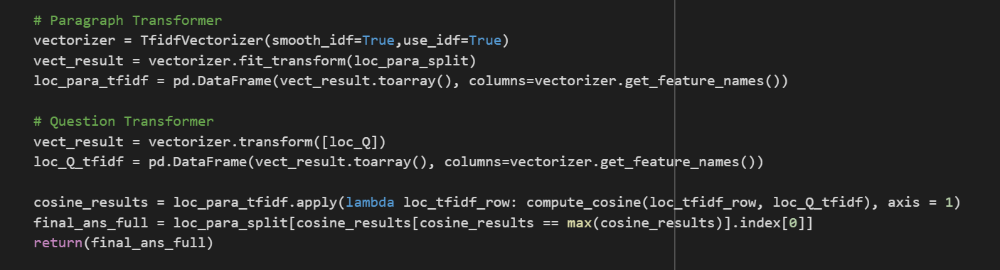 # Paragraph Transformer
vectorizer = TfidfVectorizer(smooth_idf=True,use_idf=True)
vect_result = vectorizer.fit_transform(loc_para_split)
loc_para_tfidf = pd.DataFrame(vect_result.toarray(), columns=vectorizer.get_feature_names())
# Question Transformer
vect_result = vectorizer.transform([loc_Q])
loc_Q_tfidf = pd.DataFrame(vect_result.toarray(), columns=vectorizer.get_feature_names())
cosine_results = loc_para_tfidf.apply(lambda loc_tfidf_row: compute_cosine(loc_tfidf_row, loc_Q_tfidf), axis = 1)
final_ans_full = loc_para_split[cosine_results[cosine_results == max(cosine_results)].index[0]]
return(final_ans_full)